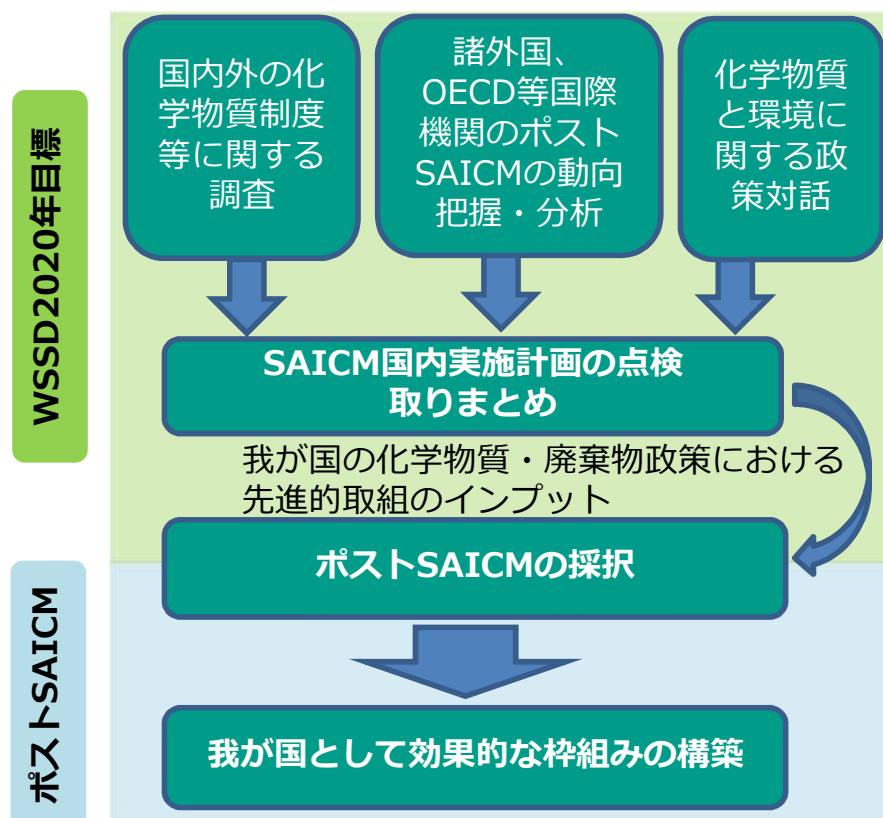 WSSD2020年目標
国内外の化
学物質制度
等に関する
調査
諸外国、
OECD等国際
機関のポスト
SAICMの動向
把握・分析
化学物質
と環境に
関する政
策対話
SAICM国内実施計画の点検
取りまとめ
我が国の化学物質・廃棄物政策における
先進的取組のインプット
ポストSAICMの採択
ポストSAICM
我が国として効果的な枠組みの構築